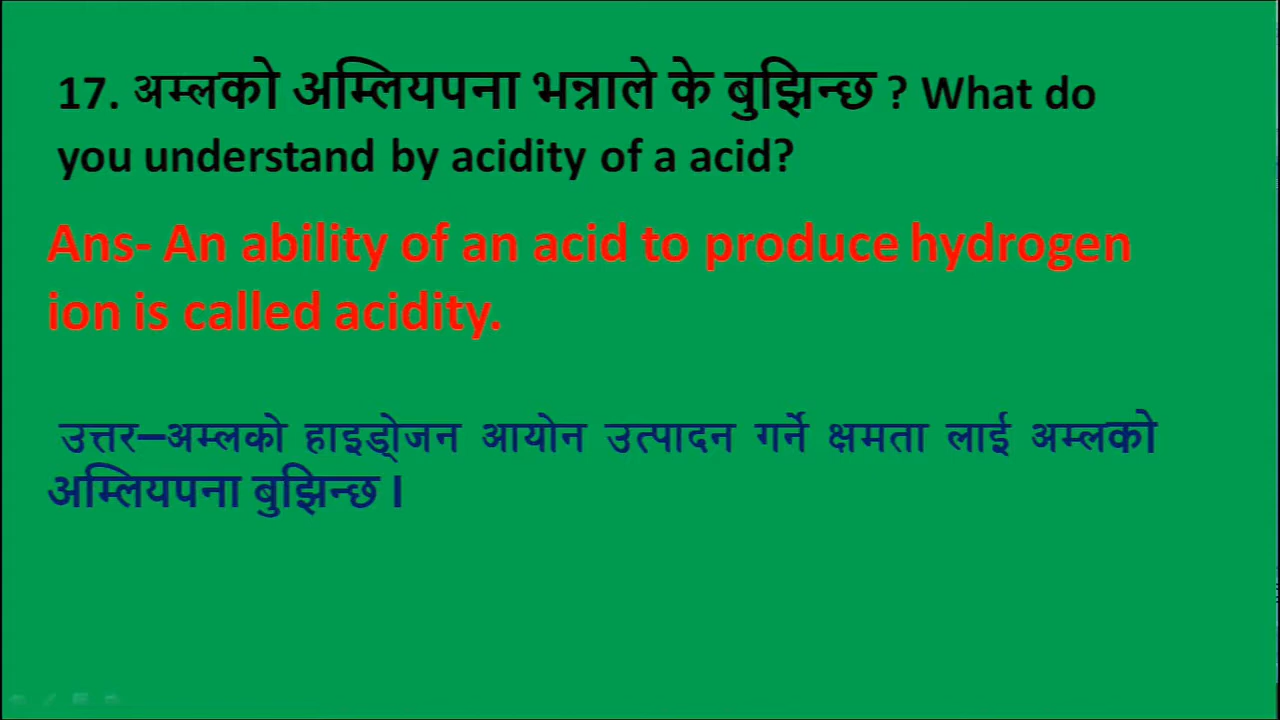 17. अम्लको अम्लियपना भन्नाले के बुझिन्छ ? What do
you understand by acidity of a acid?
Ans- An ability of an acid to produce hydrogen
ion is called acidity.
उत्तर–अम्लको हाइड्रोजन आयोन उत्पादन गर्ने क्षमता लाई अम्लको
अम्लियपना बुझिन्छ ।